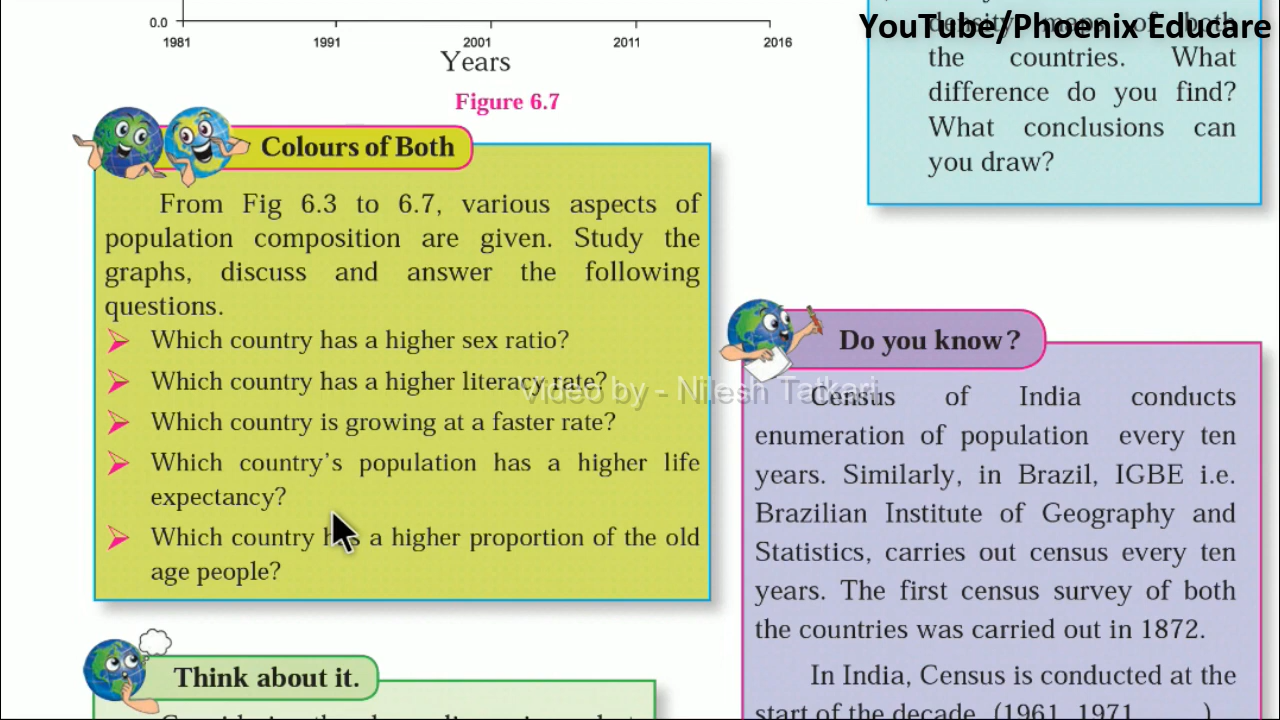 0.0
1981 1991 2001 2011 2016
Years
Figure 6.7
YouTube/Phoenix Educare
density maps of both
the countries. What
difference do you find?
What conclusions can
you draw?
Colours of Both
From Fig 6.3 to 6.7, various aspects of
population composition are given. Study the
graphs, discuss and answer the following
questions.
Which country has a higher sex ratio?
Which country has a higher literacy rate?
Which country is growing at a faster rate?
Which country's population has a higher life
expectancy?
Which country has a higher proportion of the old
age people?
Video by - Nilesh Tatkari
Do you know?
Census of India conducts
enumeration of population every ten
years. Similarly, in Brazil, IGBE i.e.
Brazilian Institute of Geography and
Statistics, carries out census every ten
years. The first census survey of both
the countries was carried out in 1872.
In India, Census is conducted at the
start of the decade (1961, 1971,
Think about it.